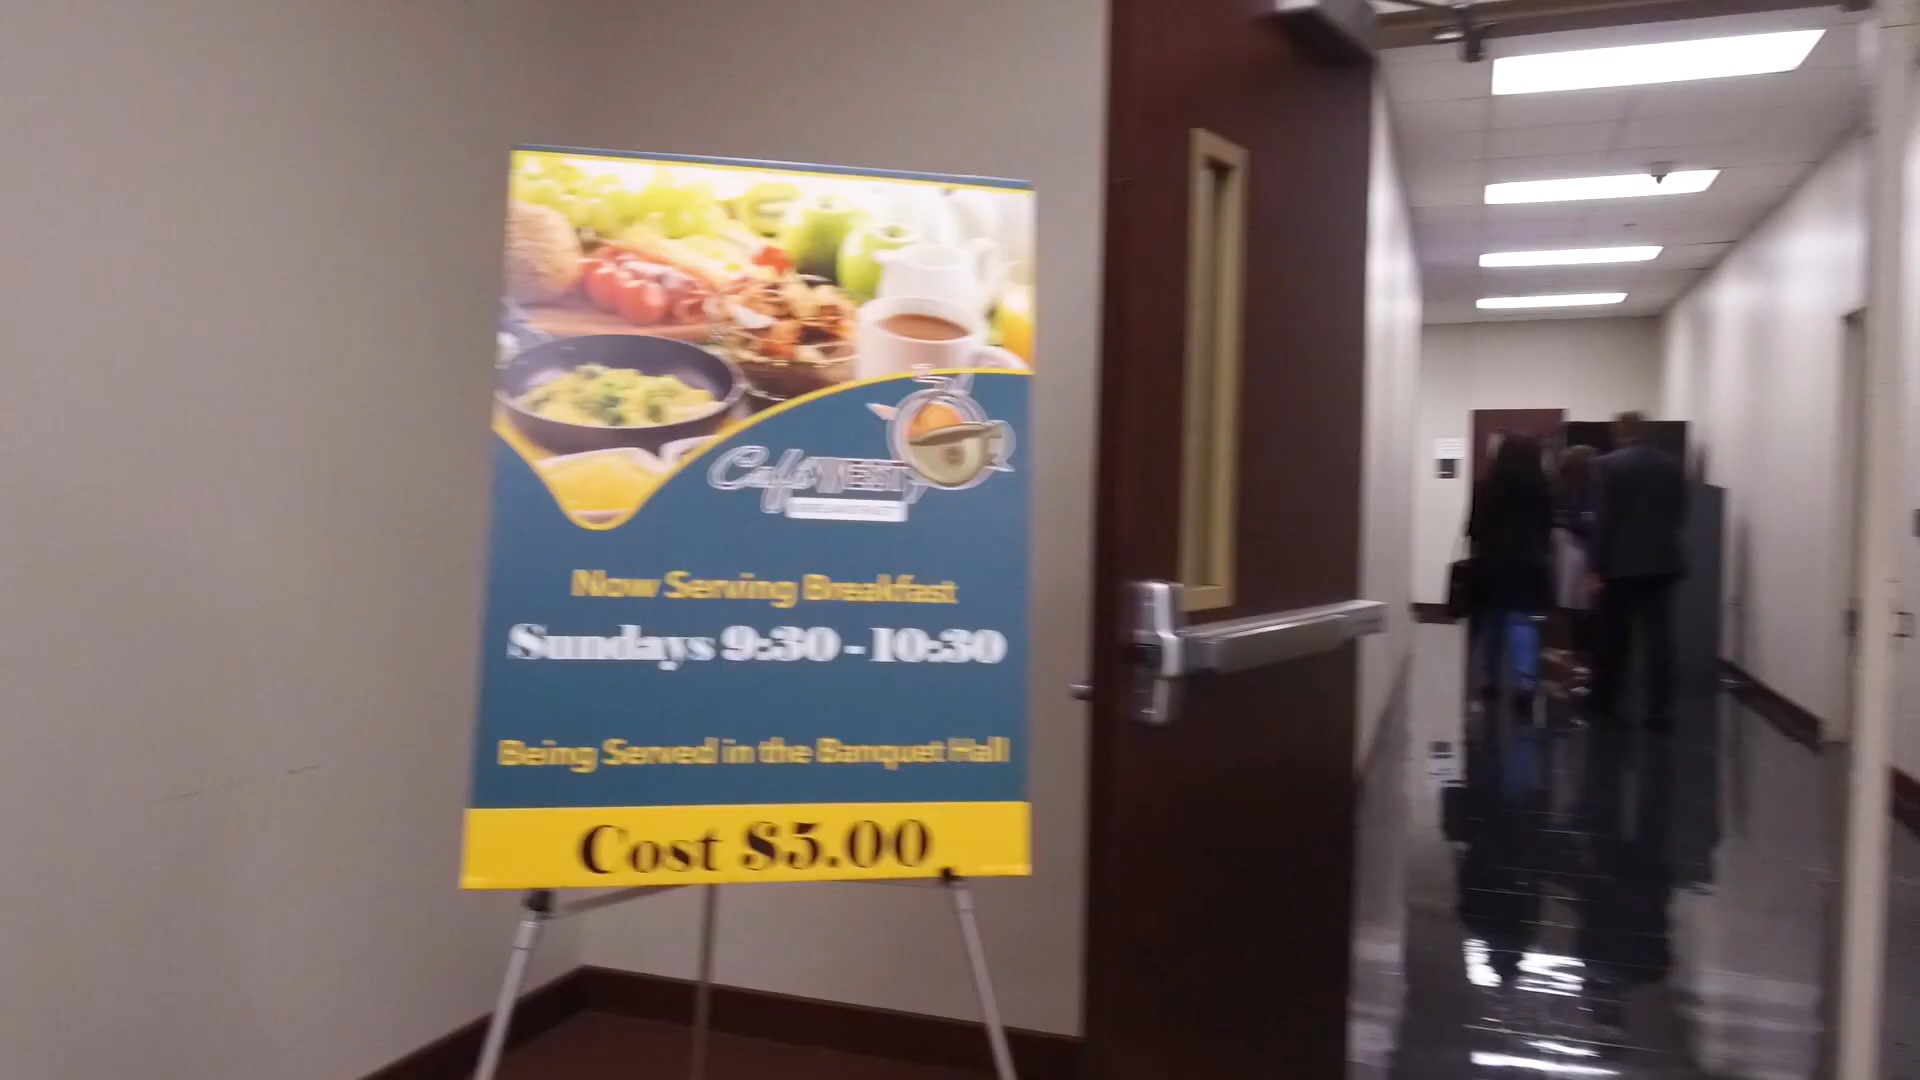 Café WEST
Now Serving Breakfast
Sundays 9:30 - 10:30
Being Served in the Banquet Hall
Cost $5.00